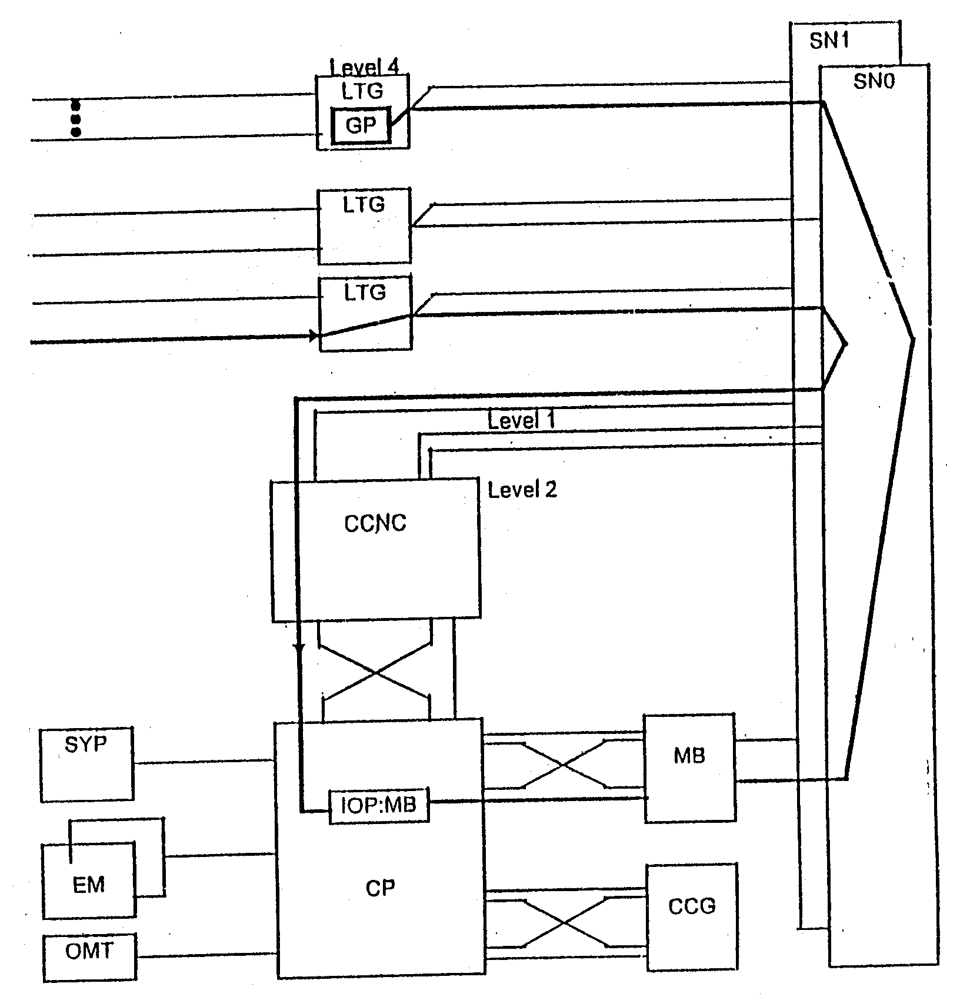 SN1
SN0
Level 4
LTG
GP
LTG
LTG
Level 1
Level 2
CCNC
SYP
MB
IOP:MB
EM
CP
CCG
OMT